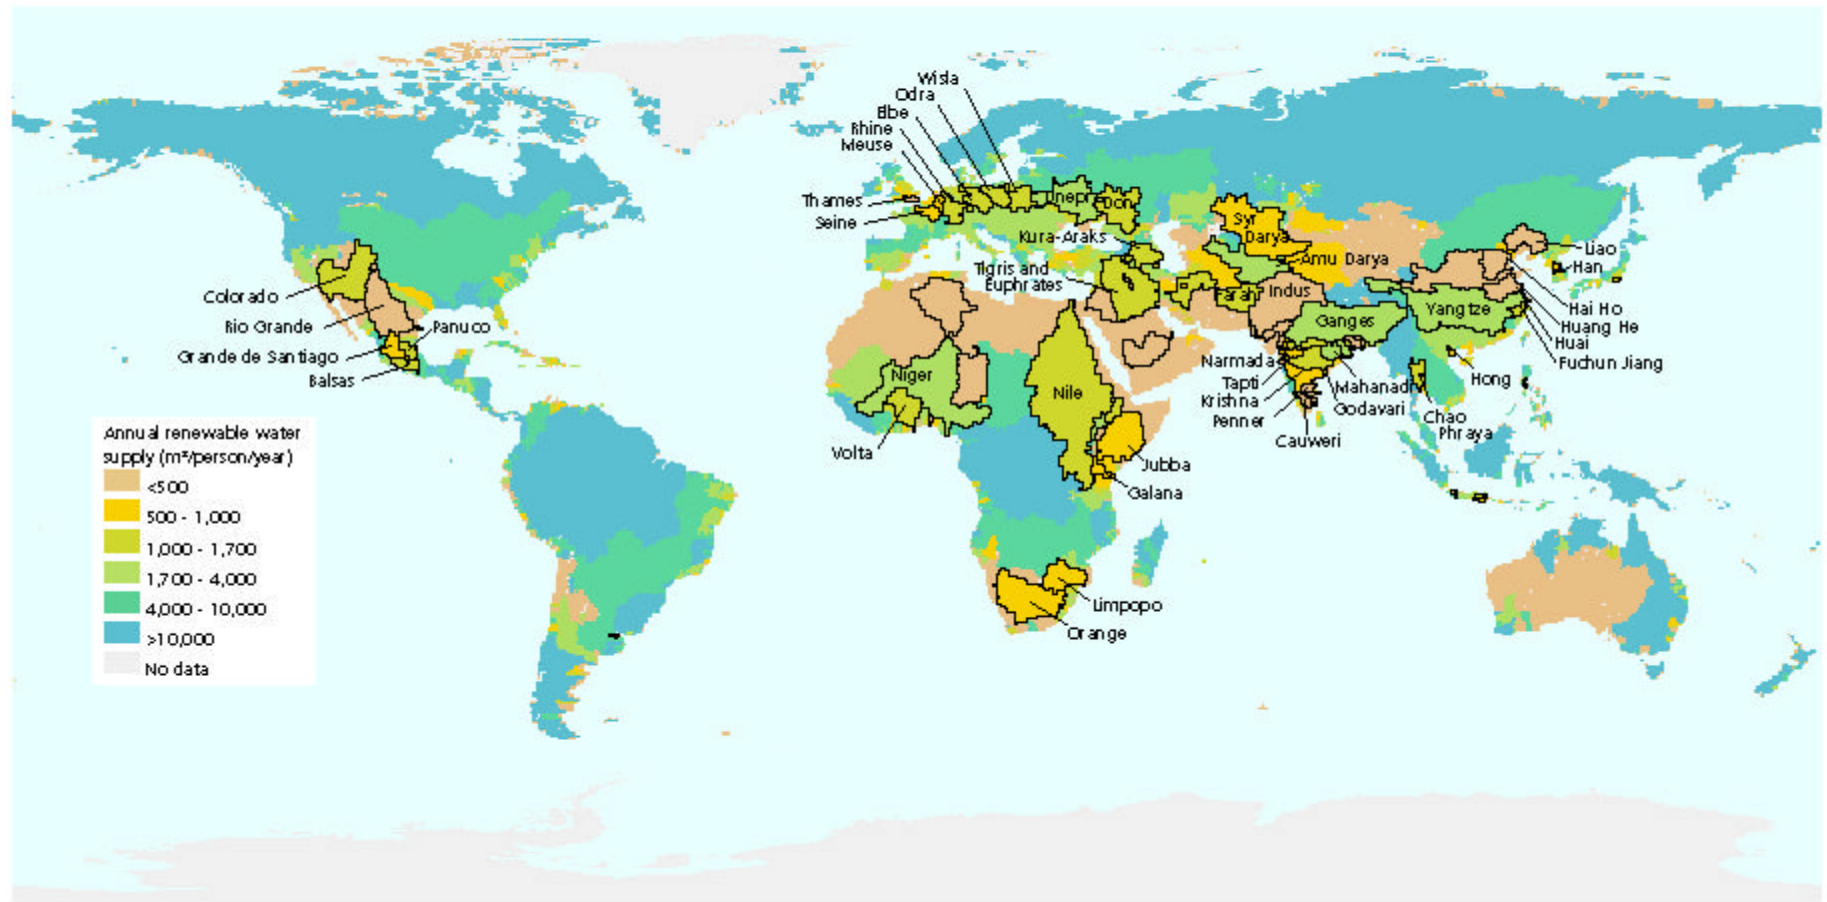 Wisla
Odra
Elbe
Rhine
Meuse
Thames
Seine
Dnepr
Don
Kura-Araks
Tigris and
Euphrates
Syr
Darya
Amu Darya
Farah
Indus
Ganges
Yangtze
Liao
Han
Hai Ho
Huang He
Huai
Fuchun Jiang
Hong
Narmada
Tapti
Krishna
Penner
Cauweri
Mahanadi
Godavari
Chao
Phraya
Colorado
Rio Grande
Panuco
Grande de Santiago
Balsas
Niger
Nile
Volta
Jubba
Galana
Limpopo
Orange
Annual renewable water
supply (m³/person/year)
<500
500 - 1,000
1,000 - 1,700
1,700 - 4,000
4,000 - 10,000
>10,000
No data